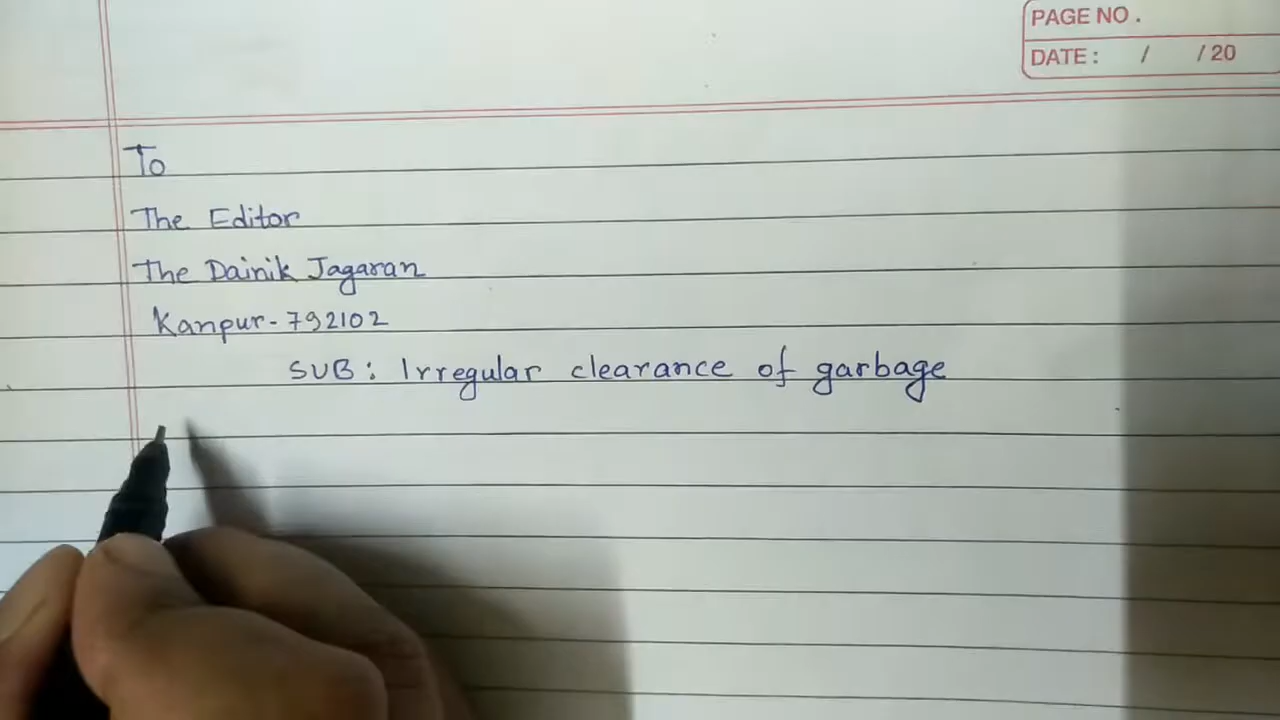 PAGE NO.
DATE: / /20
To
The Editor
The Dainik Jagaran
Kanpur-792102
SUB: Irregular clearance of garbage